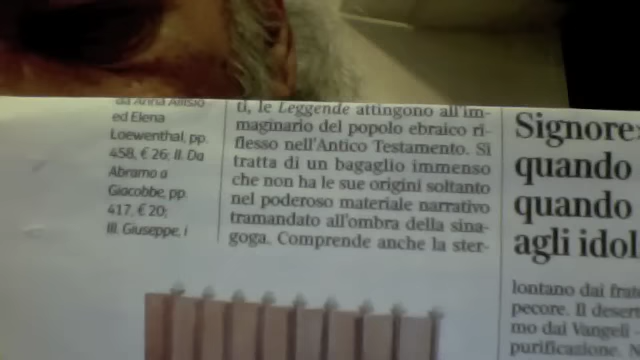 da Anna Allisio
ed Elena
Loewenthal, pp.
458, € 26; II. Da
Abramo a
Giacobbe, pp.
417, € 20;
III. Giuseppe, i
ti, le Leggende attingono all'im-
maginario del popolo ebraico ri-
flesso nell'Antico Testamento. Si
tratta di un bagaglio immenso
che non ha le sue origini soltanto
nel poderoso materiale narrativo
tramandato all'ombra della sina-
goga. Comprende anche la ster-
Signore
quando
quando
agli idol
lontano dai frat
pecore. Il desert
mo dai Vangeli
purificazione. N